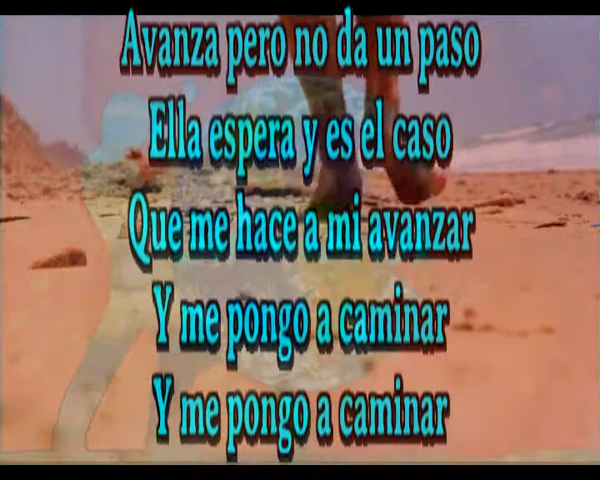 Avanza pero no da un paso
Ella espera y es el caso
Que me hace a mi avanzar
Y me pongo a caminar
Y me pongo a caminar